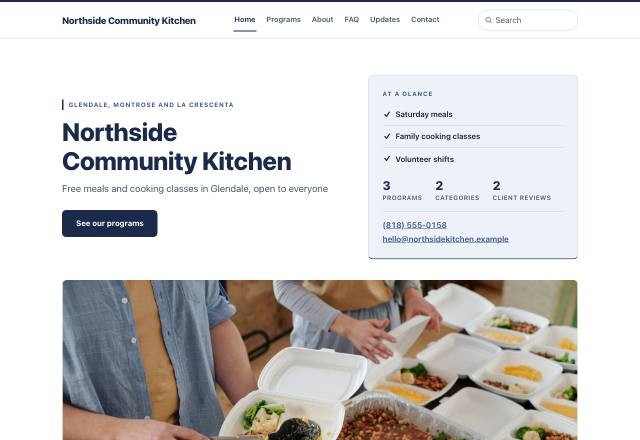 Northside Community Kitchen
Home Programs About FAQ Updates Contact
Search
GLENDALE, MONTROSE AND LA CRESCENTA
Northside
Community Kitchen
Free meals and cooking classes in Glendale, open to everyone
See our programs
AT A GLANCE
Saturday meals
Family cooking classes
Volunteer shifts
3 2 2
PROGRAMS CATEGORIES CLIENT REVIEWS
(818) 555-0158
hello@northsidekitchen.example